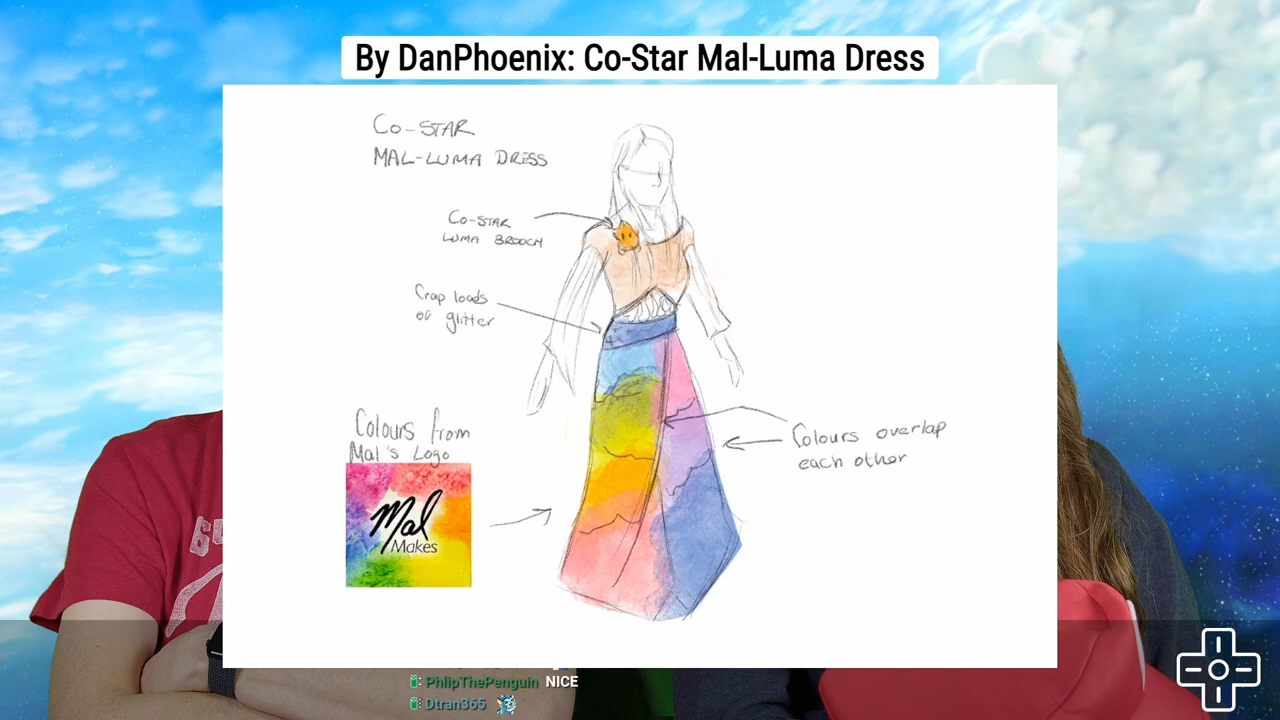 By DanPhoenix: Co-Star Mal-Luma Dress
Co-STAR
MAL-LUMA DRESS
Co-STAR
LUMA BROOCH
Crap loads
of glitter
Colours from
Mal's Logo
Mal
Makes
Colours overlap
each other
PhlipThePenguin NICE
Dtran365